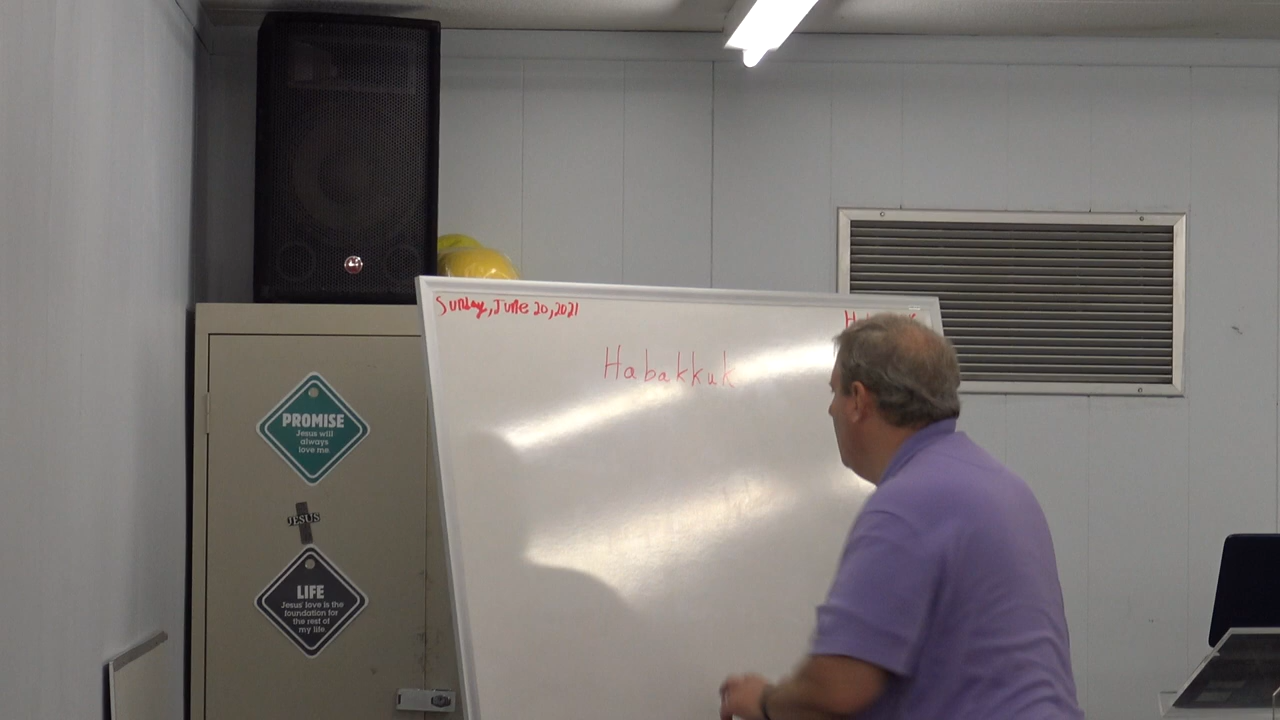 Sunday, June 20, 2021
Habakkuk
PROMISE
Jesus will
always
love me.
JESUS
LIFE
Jesus' love is the
foundation for
the rest of
my life.